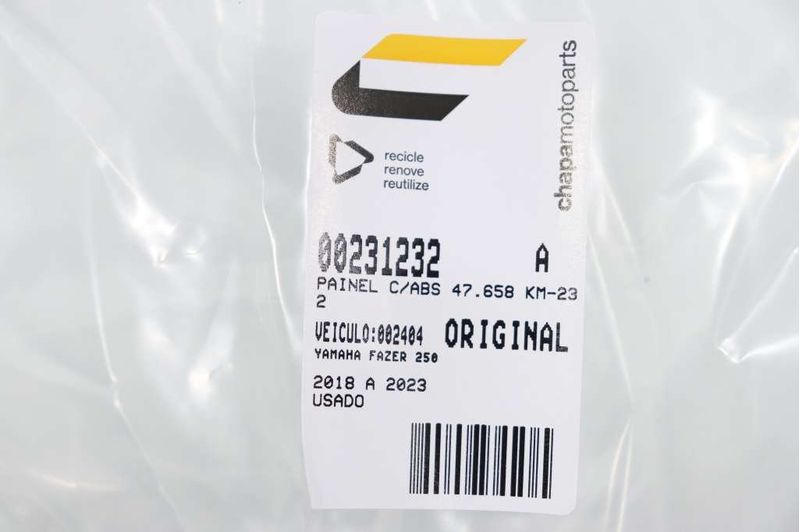 chapamotoparts
recicle
renove
reutilize
00231232 A
PAINEL C/ABS 47.658 KM-23
2
VEICULO:002404 ORIGINAL
YAMAHA FAZER 250
2018 A 2023
USADO